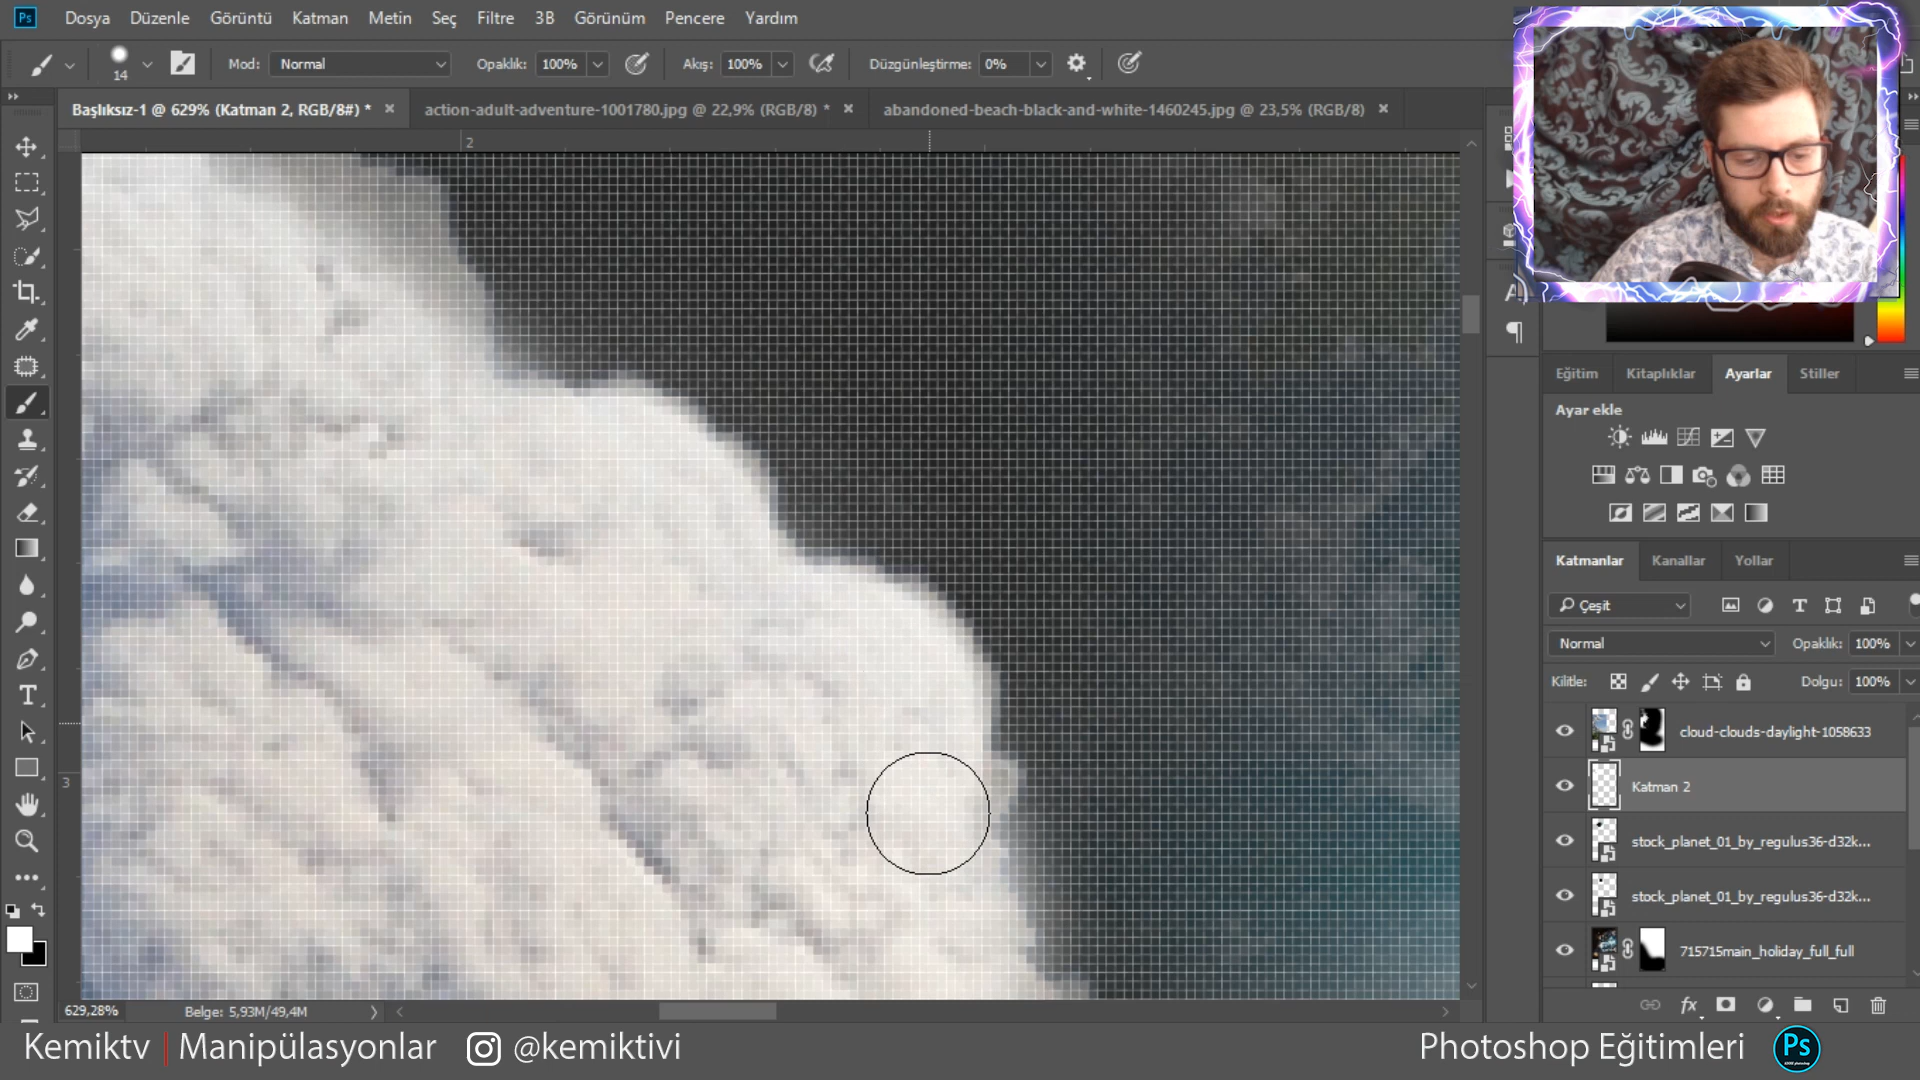 Ps Dosya Düzenle Görüntü Katman Metin Seç Filtre 3B Görünüm Pencere Yardım
14 Mod: Normal Opaklık: 100% Akış: 100% Düzgünleştirme: 0%
Başlıksız-1 @ 629% (Katman 2, RGB/8#) * action-adult-adventure-1001780.jpg @ 22,9% (RGB/8) * abandoned-beach-black-and-white-1460245.jpg @ 23,5% (RGB/8)
2
3
Eğitim Kitaplıklar Ayarlar Stiller
Ayar ekle
Katmanlar Kanallar Yollar
Çeşit
Normal Opaklık: 100%
Kilitle: Dolgu: 100%
cloud-clouds-daylight-1058633
Katman 2
stock_planet_01_by_regulus36-d32k...
stock_planet_01_by_regulus36-d32k...
715715main_holiday_full_full
629,28% Belge: 5,93M/49,4M
Kemiktv | Manipülasyonlar @kemiktivi Photoshop Eğitimleri Ps